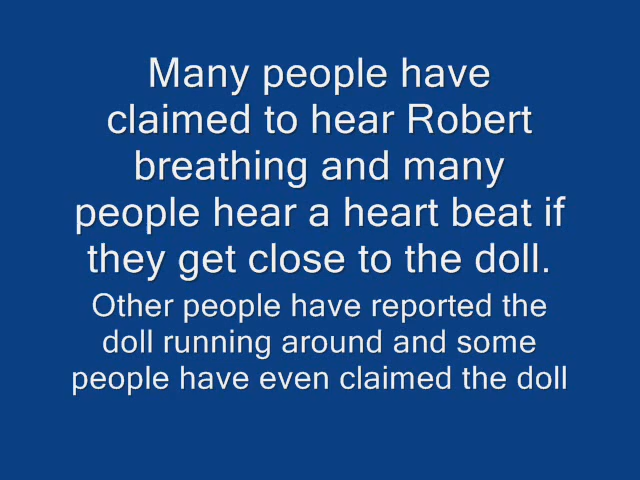 Many people have
claimed to hear Robert
breathing and many
people hear a heart beat if
they get close to the doll.
Other people have reported the
doll running around and some
people have even claimed the doll